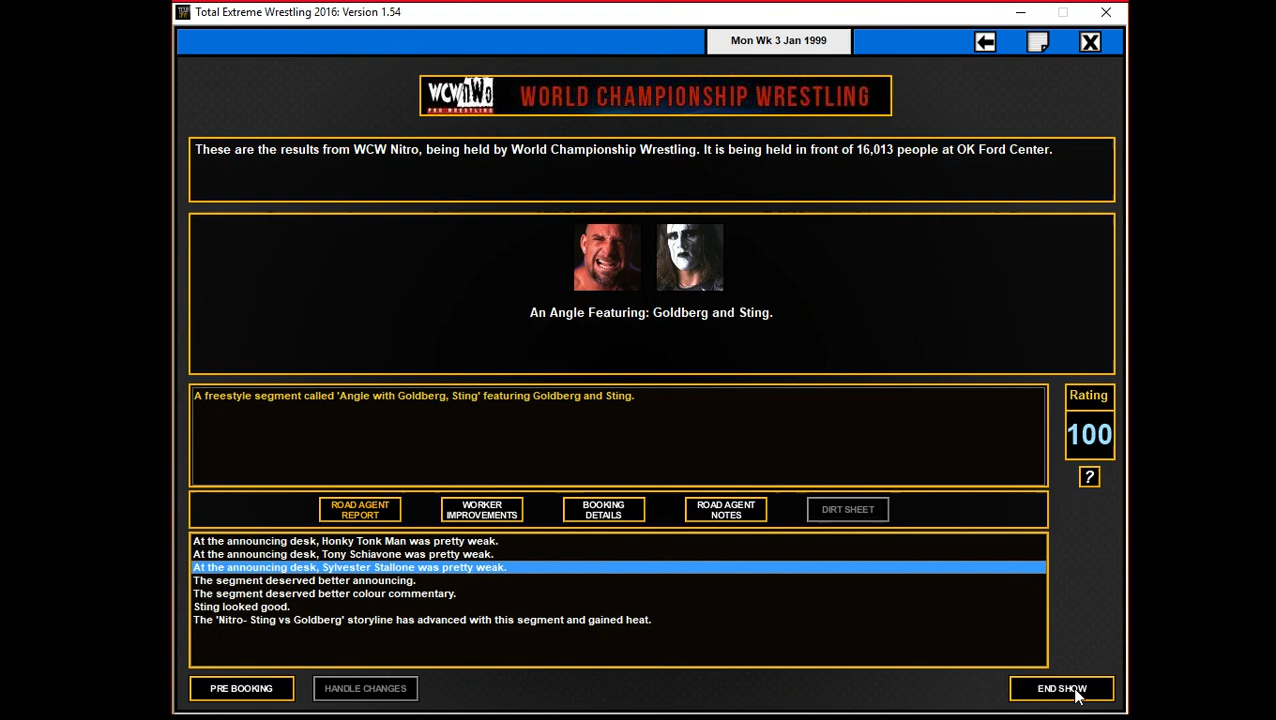 Total Extreme Wrestling 2016: Version 1.54
Mon Wk 3 Jan 1999
WCW nWo
PRO WRESTLING
WORLD CHAMPIONSHIP WRESTLING
These are the results from WCW Nitro, being held by World Championship Wrestling. It is being held in front of 16,013 people at OK Ford Center.
An Angle Featuring: Goldberg and Sting.
A freestyle segment called 'Angle with Goldberg, Sting' featuring Goldberg and Sting.
Rating
100
?
ROAD AGENT REPORT
WORKER IMPROVEMENTS
BOOKING DETAILS
ROAD AGENT NOTES
DIRT SHEET
At the announcing desk, Honky Tonk Man was pretty weak.
At the announcing desk, Tony Schiavone was pretty weak.
At the announcing desk, Sylvester Stallone was pretty weak.
The segment deserved better announcing.
The segment deserved better colour commentary.
Sting looked good.
The 'Nitro- Sting vs Goldberg' storyline has advanced with this segment and gained heat.
PRE BOOKING
HANDLE CHANGES
END SHOW